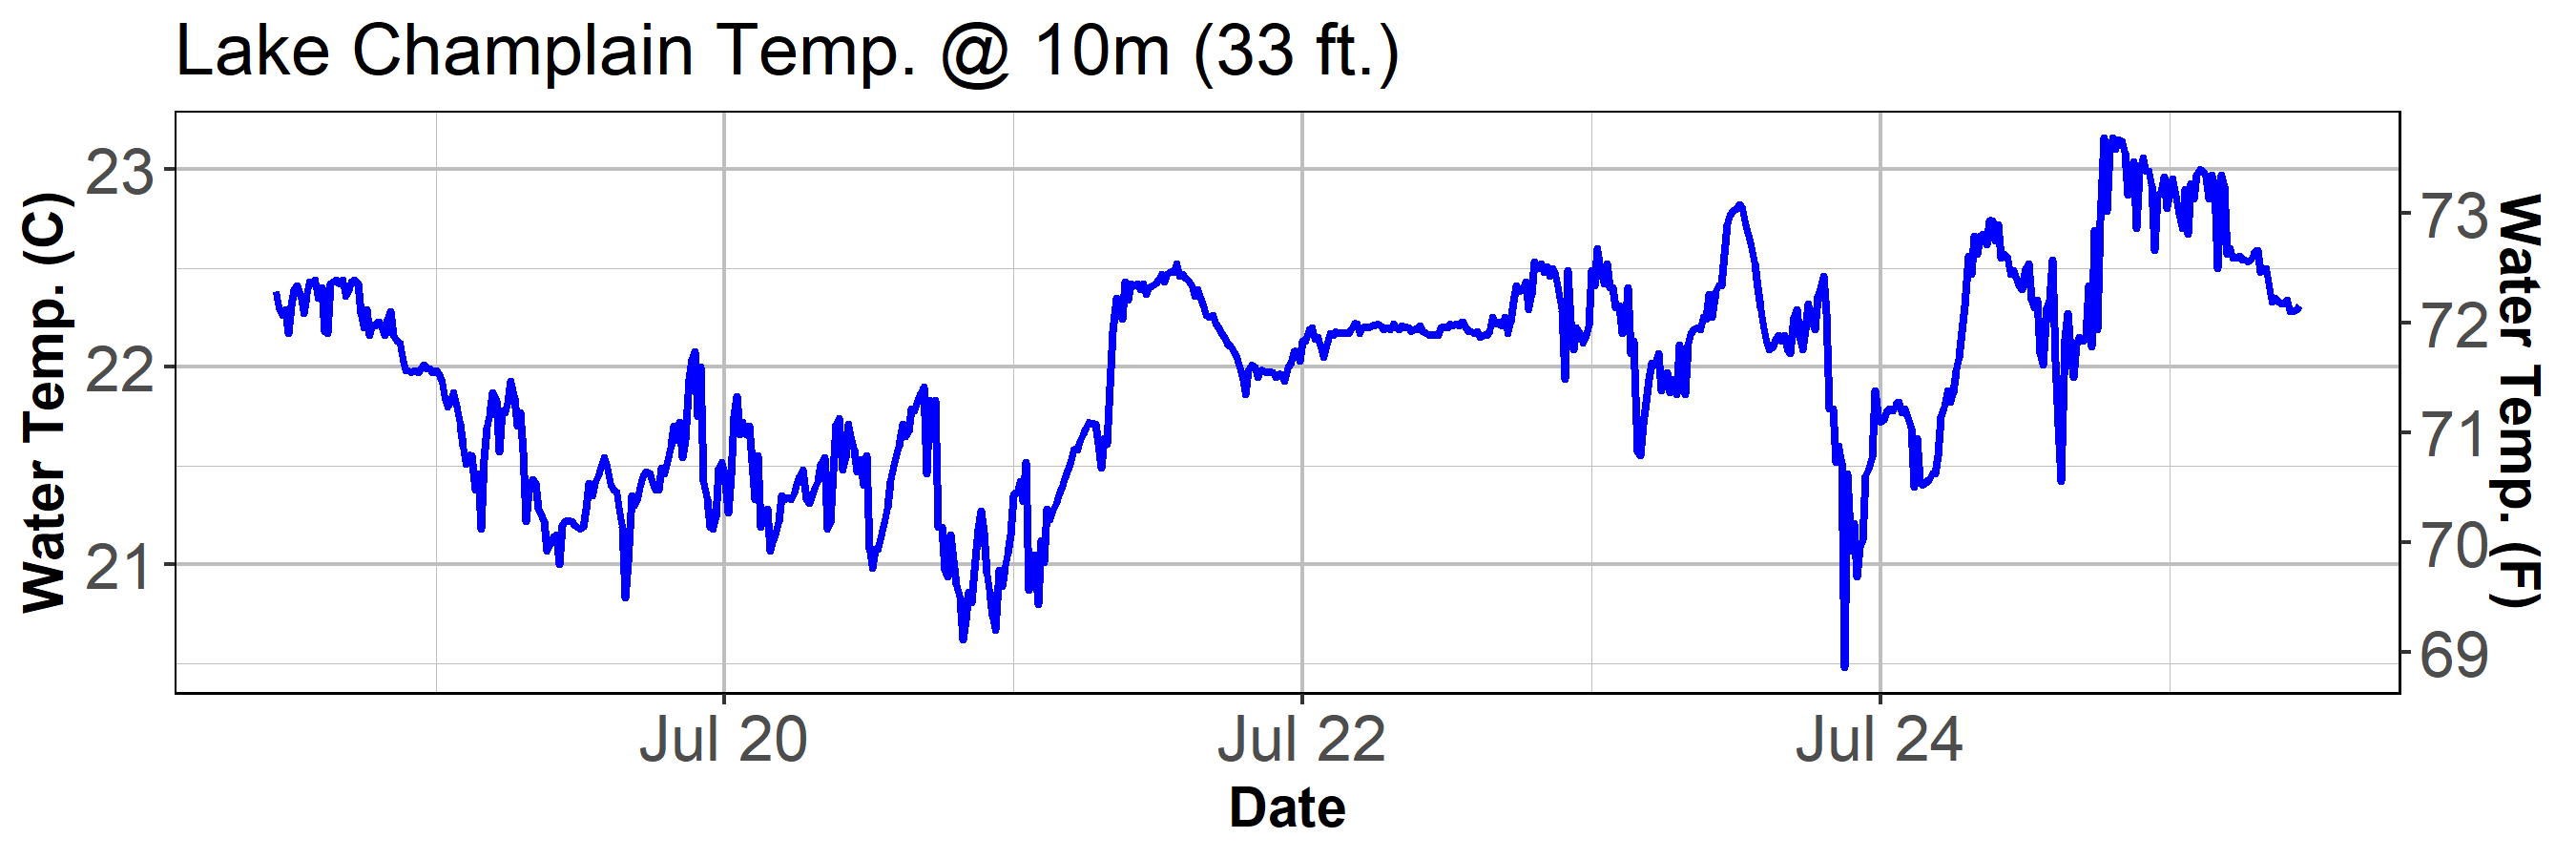 Lake Champlain Temp. @ 10m (33 ft.)
Water Temp. (C)
23
22
21
73
72
71
70
69
Water Temp. (F)
Jul 20 Jul 22 Jul 24
Date